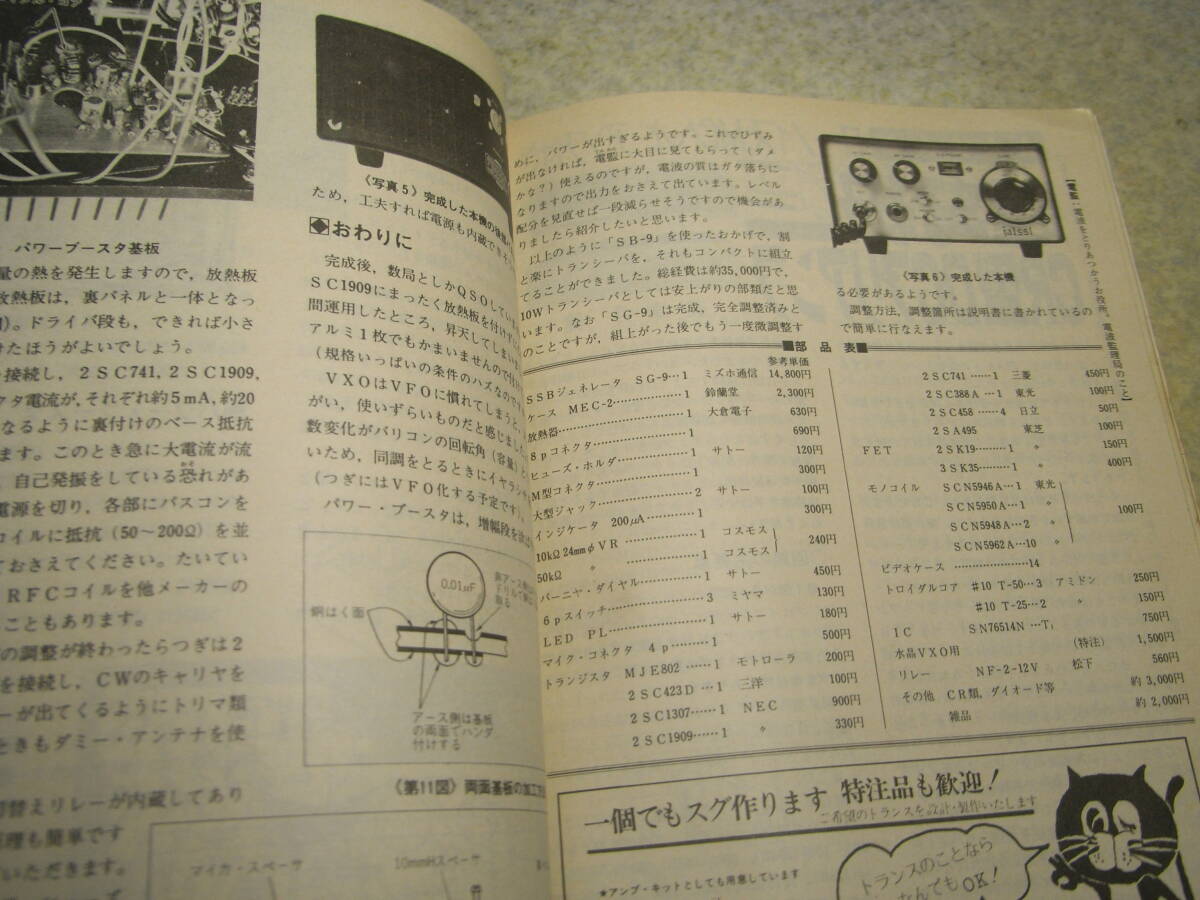 パワーブースタ基板
量の熱を発生しますので，放熱板
放熱板は，裏パネルと一体となっ
)。ドライバ段も，できれば小さ
けたほうがよいでしょう。
接続し，2SC741, 2SC1909,
クタ電流が，それぞれ約5mA，約20
なるように裏付けのベース抵抗
ます。このとき急に大電流が流
，自己発振をしている恐れがあ
電源を切り，各部にパスコンを
コイルに抵抗（50～200Ω）を並
ておさえてください。たいてい
RFCコイルを他メーカーの
こともあります。
の調整が終わったらつぎは2
を接続し，CWのキャリヤを
ーが出てくるようにトリマ類
ときもダミー・アンテナを使
切替えリレーが内蔵してあり
理も簡単です
いただきます。
〈写真5〉完成した本機の
ため，工夫すれば電源も内蔵でき
◆おわりに
完成後，数局としかQSOしてい
SC1909にまったく放熱板を付けず
間運用したところ，昇天してしまい
アルミ1枚でもかまいませんので付け
（規格いっぱいの条件のハズなので
VXOはVFOに慣れてしまうと
がい，使いずらいものだと感じまし
数変化がバリコンの回転角（容量）
いため，同調をとるときにイヤラシ
（つぎにはVFO化する予定です）。
パワー・ブースタは，増幅段を
銅はく面
0.01μF
アース側は基板
の両面でハンダ
付けする
〈第11図〉両面基板の加工
マイカ・スペーサ
10mmHスペーサ
めに，パワーが出すぎるようです。これでひずみ
が出なければ，電監に大目に見てもらって（ダメ
かな？）使えるのですが，電波の質はガタ落ちに
なりますので出力をおさえて出ています。レベル
配分を見直せば一段減らせそうですので機会があ
りましたら紹介したいと思います。
以上のように「SB-9」を使ったおかげで，割
と楽にトランシーバを，それもコンパクトに組立
てることができました。総経費は約35,000円で，
10Wトランシーバとしては安上がりの部類だと思
います。なお「SG-9」は完成，完全調整済みと
のことですが，組上がった後でもう一度微調整す
〈写真6〉完成した本機
る必要があるようです。
調整方法，調整箇所は説明書に書かれているの
で簡単に行なえます。
【電監：電波をとりあつかうお役所。電波監理局のこと】
■部品表■
参考単価
SSBジェネレータ SG-9…1 ミズホ通信 14,800円
ケース MEC-2………1 鈴蘭堂 2,300円
放熱器………1 大倉電子 630円
8pコネクタ………1 690円
ヒューズ・ホルダ………1 サトー 120円
M型コネクタ………1 300円
大型ジャック………2 サトー 100円
インジケータ 200μA………1 300円
10kΩ24mmφVR………1 コスモス
50kΩ 〃 ………1 コスモス 240円
バーニヤ・ダイヤル………1 サトー 450円
6pスイッチ………3 ミヤマ 130円
LED PL………1 サトー 180円
マイク・コネクタ 4p………1 500円
トランジスタ MJE802……1 モトローラ 200円
2SC423D…1 三洋 100円
2SC1307……1 NEC 900円
2SC1909……1 〃 330円
2SC741……1 三菱 450円
2SC388A…1 東光 100円
2SC458……4 日立 50円
2SA495 東芝 100円
FET 2SK19………1 〃 150円
3SK35………1 〃 400円
モノコイル SCN5946A…1 東光
SCN5950A…1 〃
SCN5948A…2 〃
SCN5962A…10 〃
100円
ビデオケース………14
トロイダルコア #10 T-50…3 アミドン 250円
#10 T-25…2 〃 150円
IC SN76514N…T₁ 750円
水晶VXO用 （特注） 1,500円
リレー NF-2-12V 松下 560円
その他 CR類，ダイオード等 約3,000円
雑品 約2,000円
一個でもスグ作ります 特注品も歓迎！
ご希望のトランスを設計・製作いたします
★アンプ・キットとしても用意しています
トランスのことなら
なんでもOK！